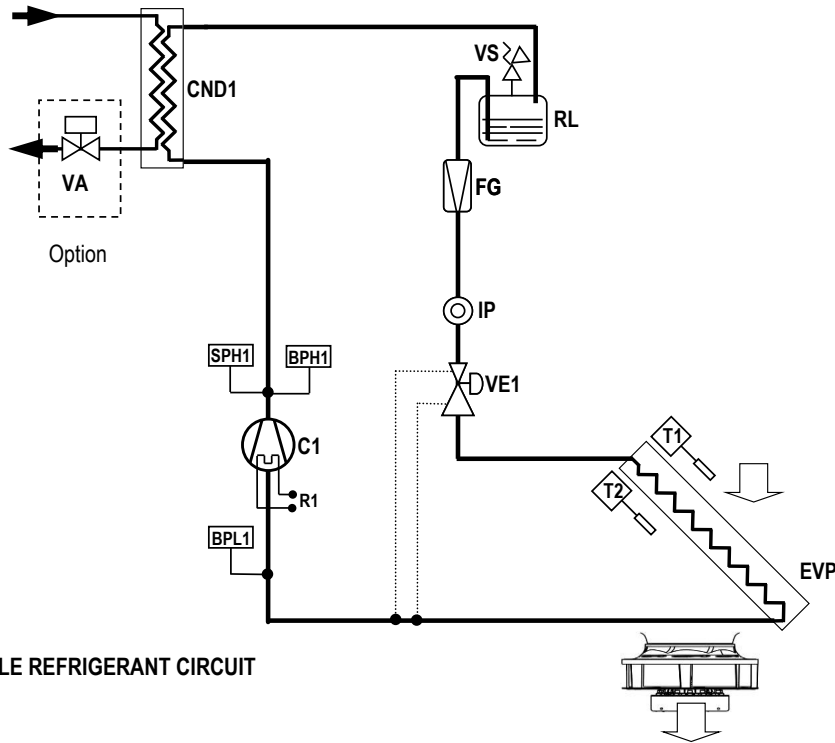 VS
CND1
RL
VA
FG
Option
IP
SPH1
BPH1
VE1
C1
T1
T2
R1
BPL1
EVP
LE REFRIGERANT CIRCUIT